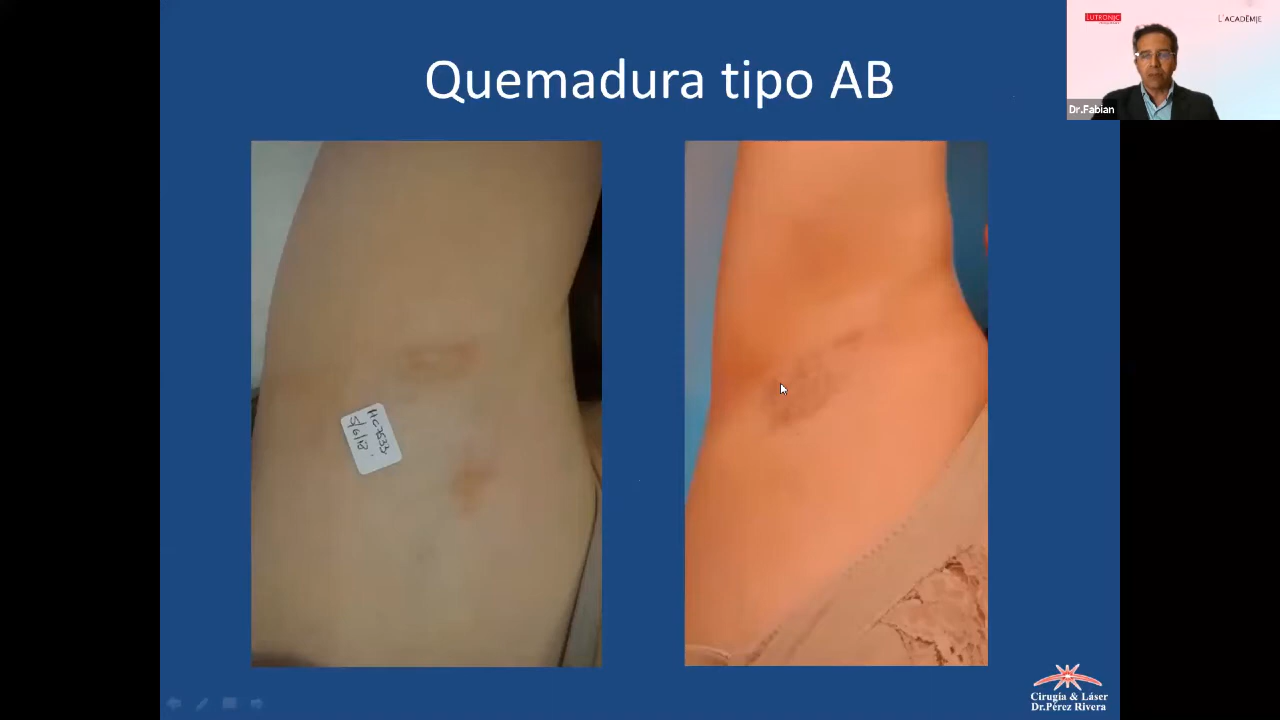 Quemadura tipo AB
LUTRONIC
L'ACADÉMIE
Dr.Fabian
Cirugía & Láser
Dr.Pérez Rivera